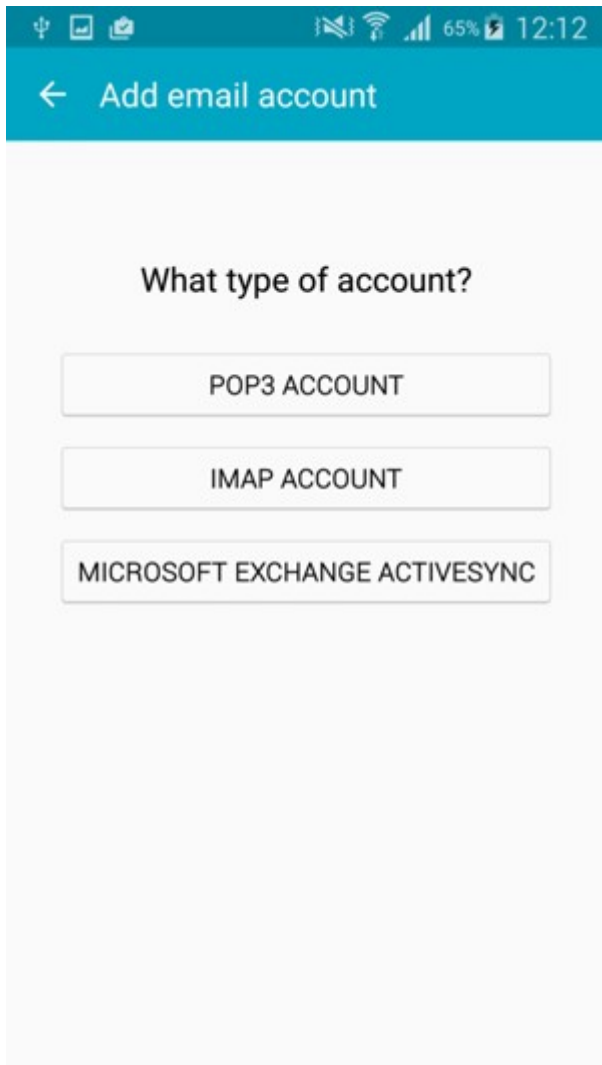 65% 12:12
Add email account
What type of account?
POP3 ACCOUNT
IMAP ACCOUNT
MICROSOFT EXCHANGE ACTIVESYNC